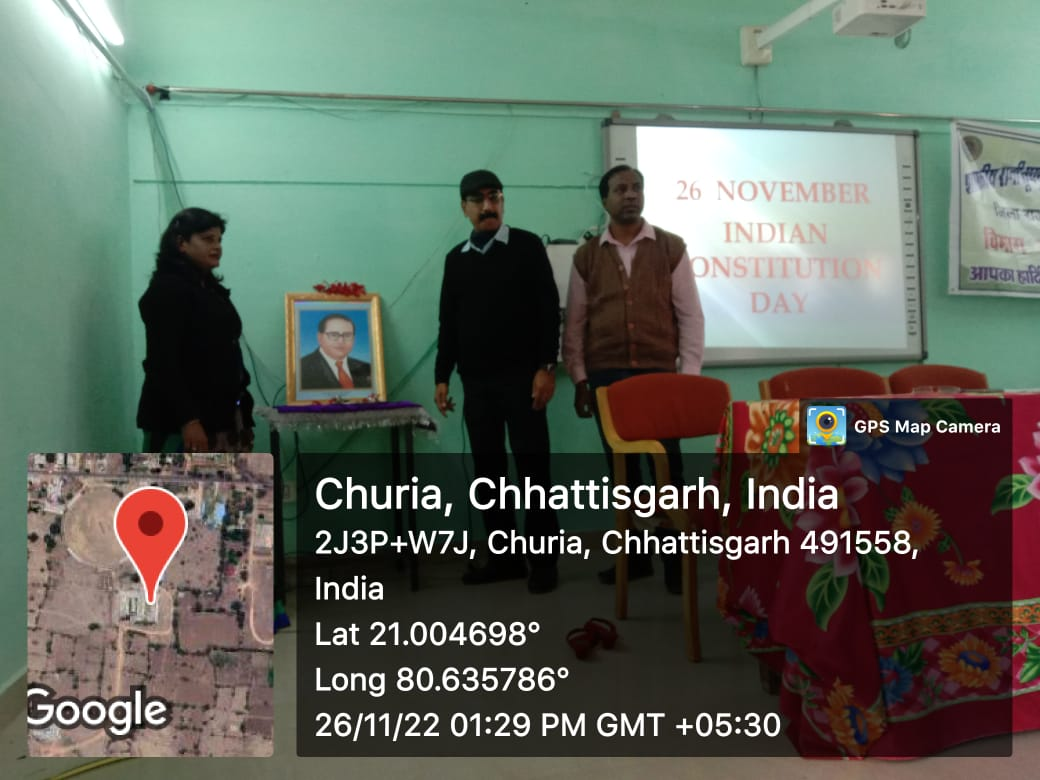 26 NOVEMBER
INDIAN
ONSTITUTION
DAY
जिला
आपका
GPS Map Camera
Google
Churia, Chhattisgarh, India
2J3P+W7J, Churia, Chhattisgarh 491558,
India
Lat 21.004698°
Long 80.635786°
26/11/22 01:29 PM GMT +05:30